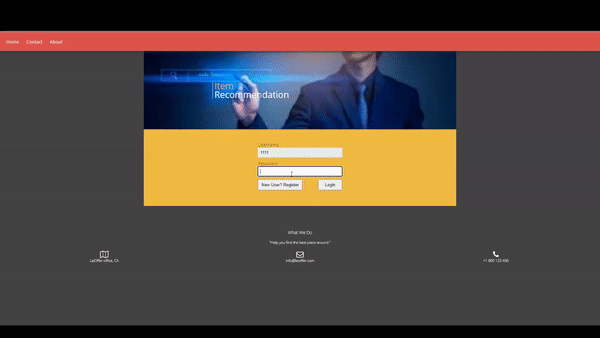 Home Contact About
Item
Recommendation
Username
1111
Password
New User? Register Login
What We Do
"Help you find the best place around."
LaiOffer office, CA
info@laioffer.com
+1 800 123 456